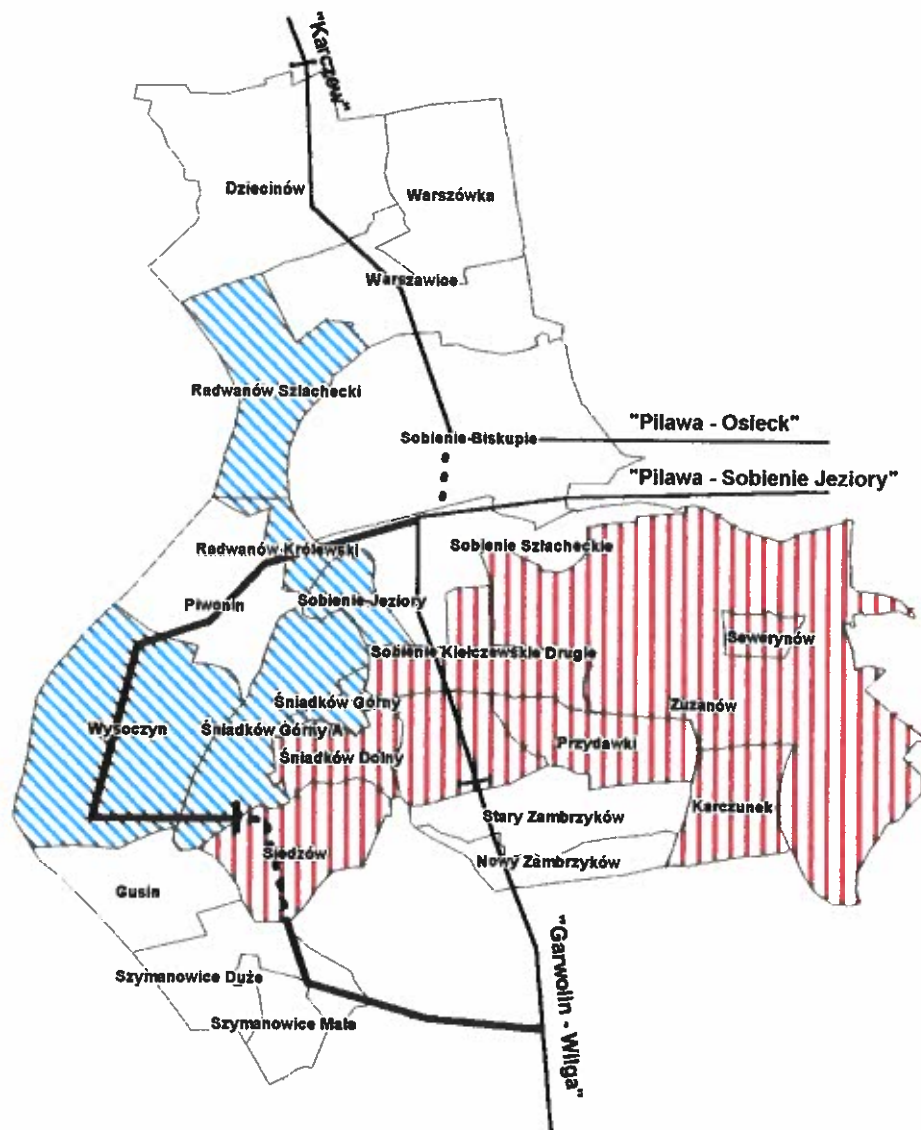 "Karczew"
Dziecinów
Warszówka
Warszawice
Radwanów Szlachecki
Sobienie-Biskupie
"Pilawa - Osieck"
"Pilawa - Sobienie Jeziory"
Radwanów Królewski
Sobienie Szlacheckie
Piwonin
Sobienie Jeziory
Sobienie Kiełczewskie Drugie
Sewerynów
Śniadków Górny
Zuzanów
Wysoczyn
Śniadków Górny A
Przydawki
Śniadków Dolny
Karczunek
Stary Zambrzyków
Siedzów
Nowy Zambrzyków
Gusin
"Garwolin - Wilga"
Szymanowice Duże
Szymanowice Małe